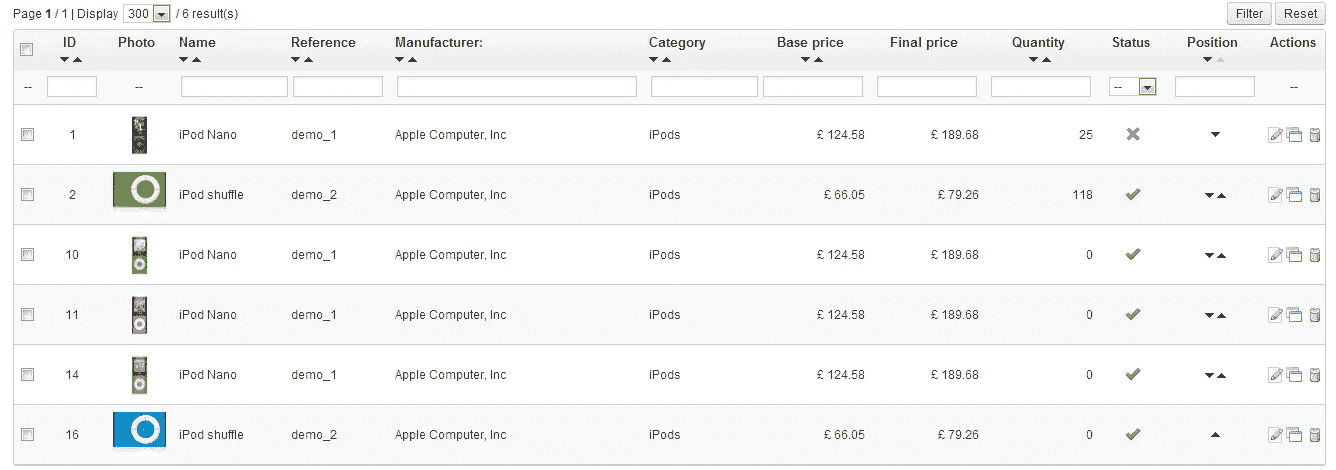 Page 1 / 1 | Display 300 / 6 result(s) Filter Reset
ID Photo Name Reference Manufacturer: Category Base price Final price Quantity Status Position Actions
-- -- -- --
1 iPod Nano demo_1 Apple Computer, Inc iPods £ 124.58 £ 189.68 25
2 iPod shuffle demo_2 Apple Computer, Inc iPods £ 66.05 £ 79.26 118
10 iPod Nano demo_1 Apple Computer, Inc iPods £ 124.58 £ 189.68 0
11 iPod Nano demo_1 Apple Computer, Inc iPods £ 124.58 £ 189.68 0
14 iPod Nano demo_1 Apple Computer, Inc iPods £ 124.58 £ 189.68 0
16 iPod shuffle demo_2 Apple Computer, Inc iPods £ 66.05 £ 79.26 0